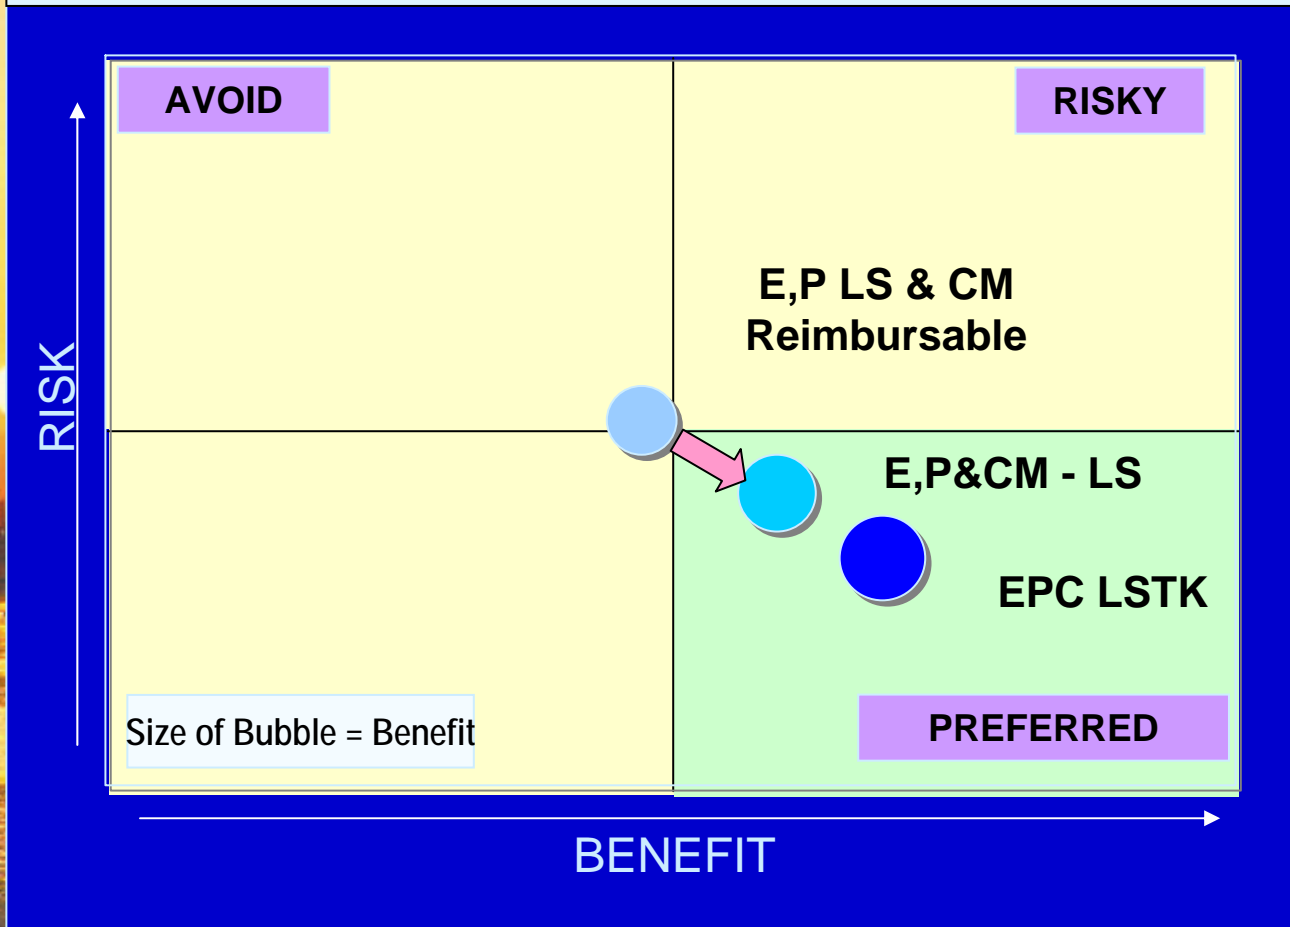 AVOID
RISKY
E,P LS & CM
Reimbursable
RISK
E,P&CM - LS
EPC LSTK
Size of Bubble = Benefit
PREFERRED
BENEFIT